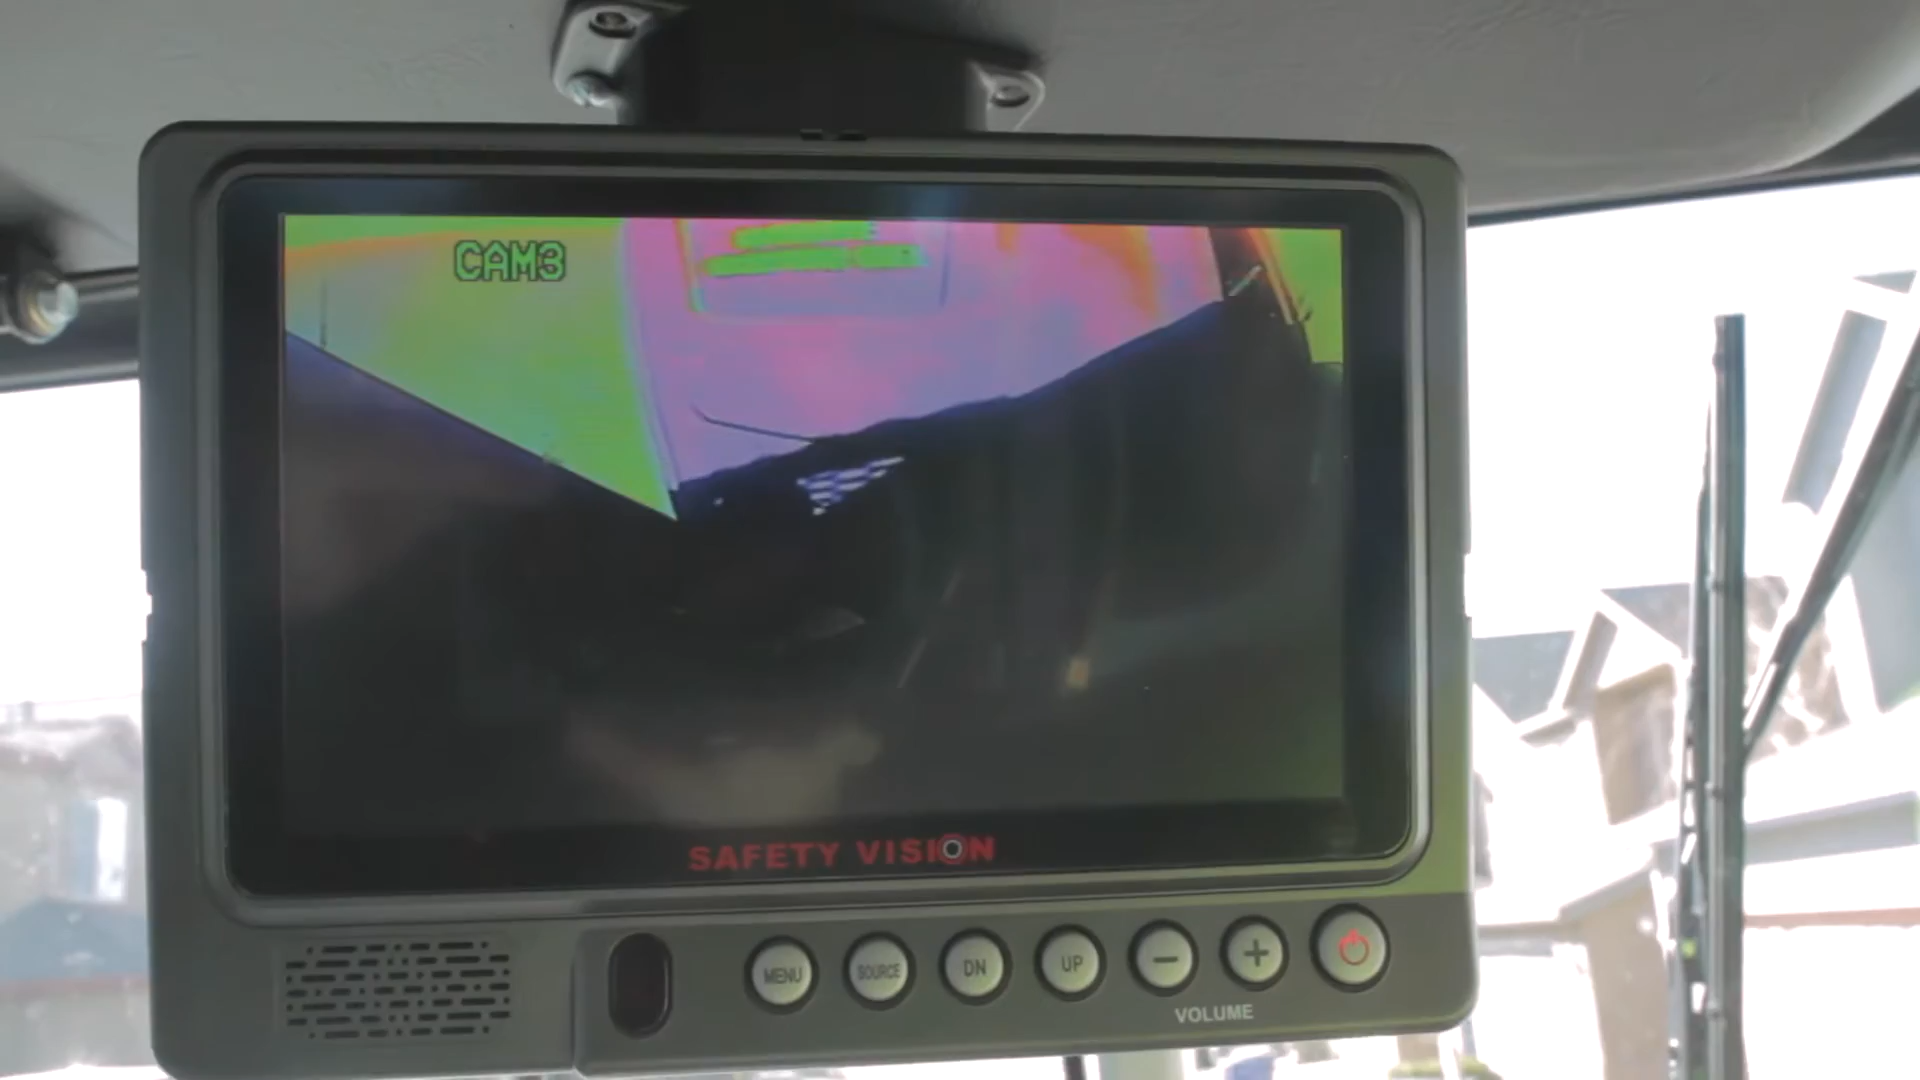 CAM3
SAFETY VISION
MENU
SOURCE
DN
UP
−
+
VOLUME